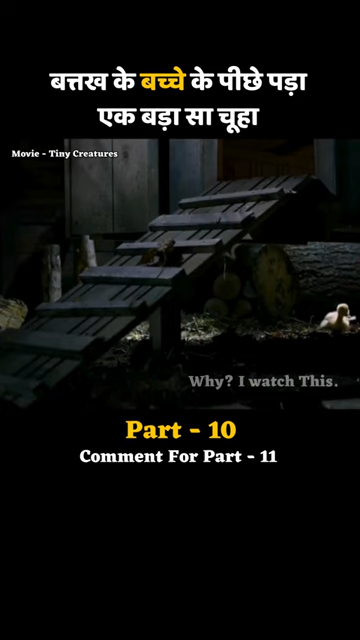 बत्तख के बच्चे के पीछे पड़ा
एक बड़ा सा चूहा
Movie - Tiny Creatures
Why? I watch This.
Part - 10
Comment For Part - 11